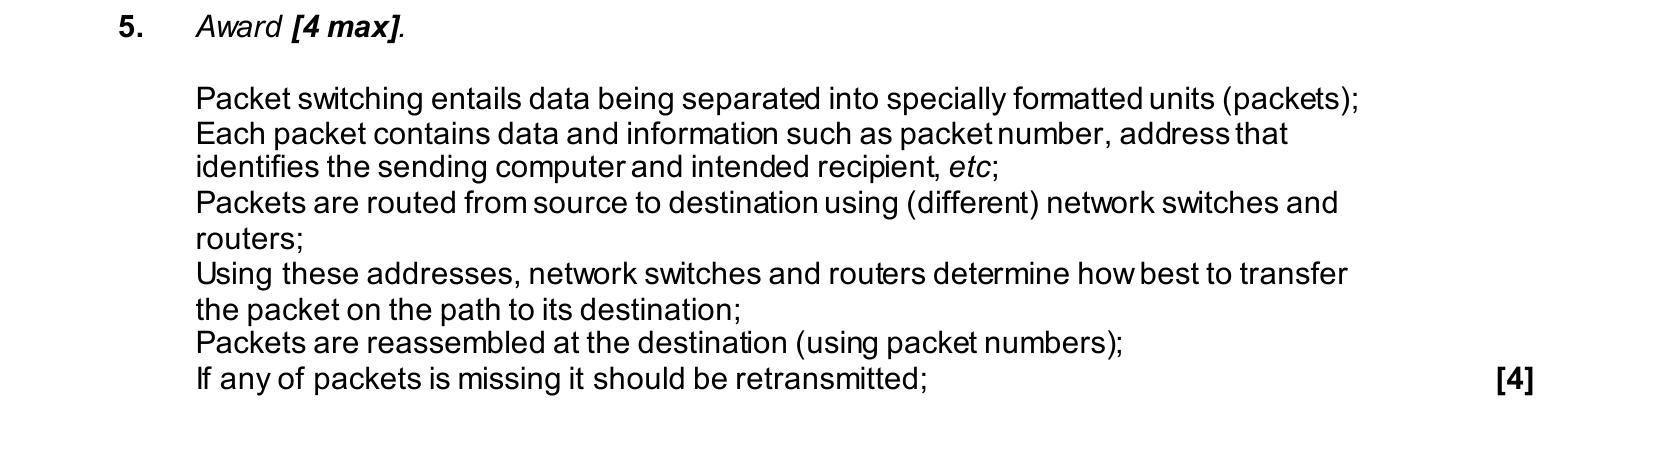 5. Award [4 max].
Packet switching entails data being separated into specially formatted units (packets);
Each packet contains data and information such as packet number, address that
identifies the sending computer and intended recipient, etc;
Packets are routed from source to destination using (different) network switches and
routers;
Using these addresses, network switches and routers determine how best to transfer
the packet on the path to its destination;
Packets are reassembled at the destination (using packet numbers);
If any of packets is missing it should be retransmitted; [4]